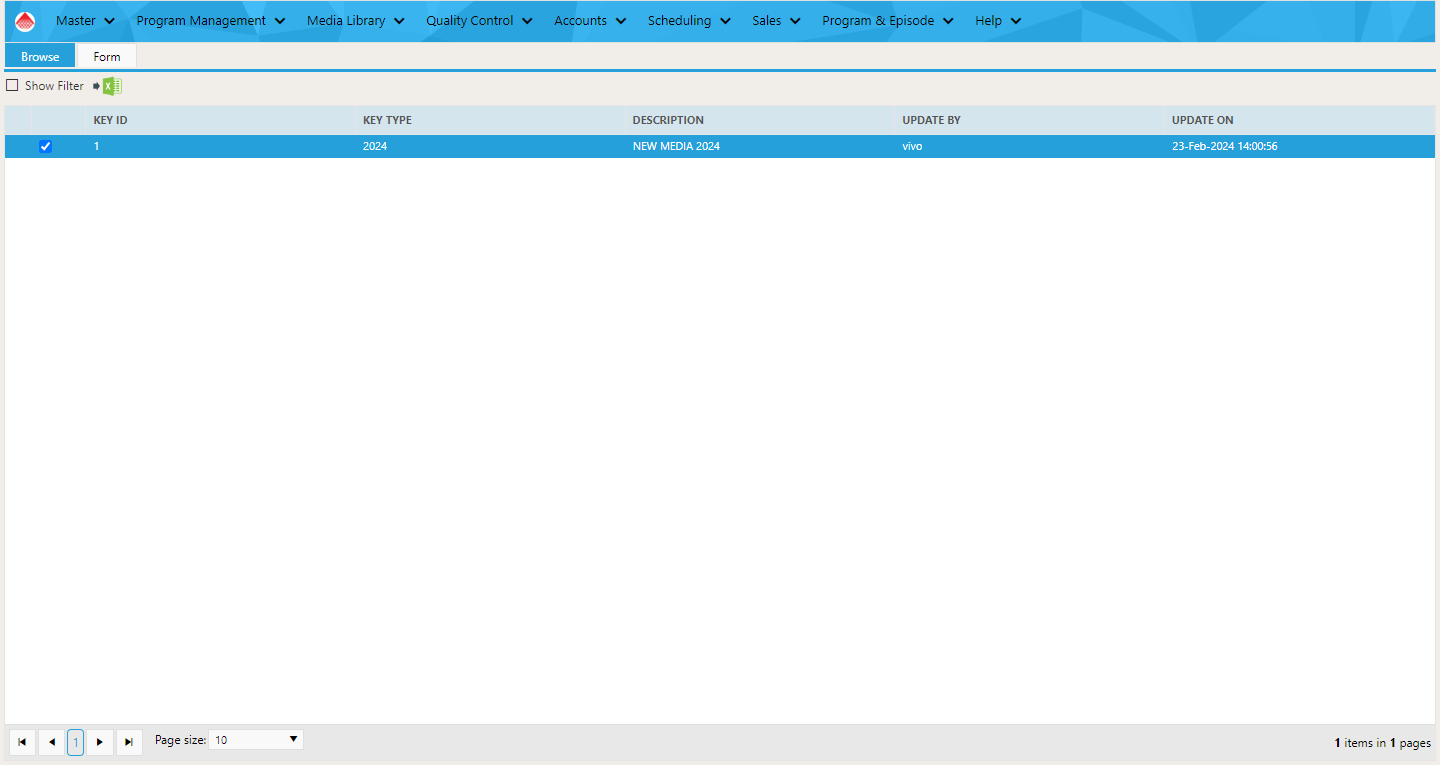 Master Program Management Media Library Quality Control Accounts Scheduling Sales Program & Episode Help
Browse Form
Show Filter
KEY ID KEY TYPE DESCRIPTION UPDATE BY UPDATE ON
1 2024 NEW MEDIA 2024 vivo 23-Feb-2024 14:00:56
1 Page size: 10 1 items in 1 pages